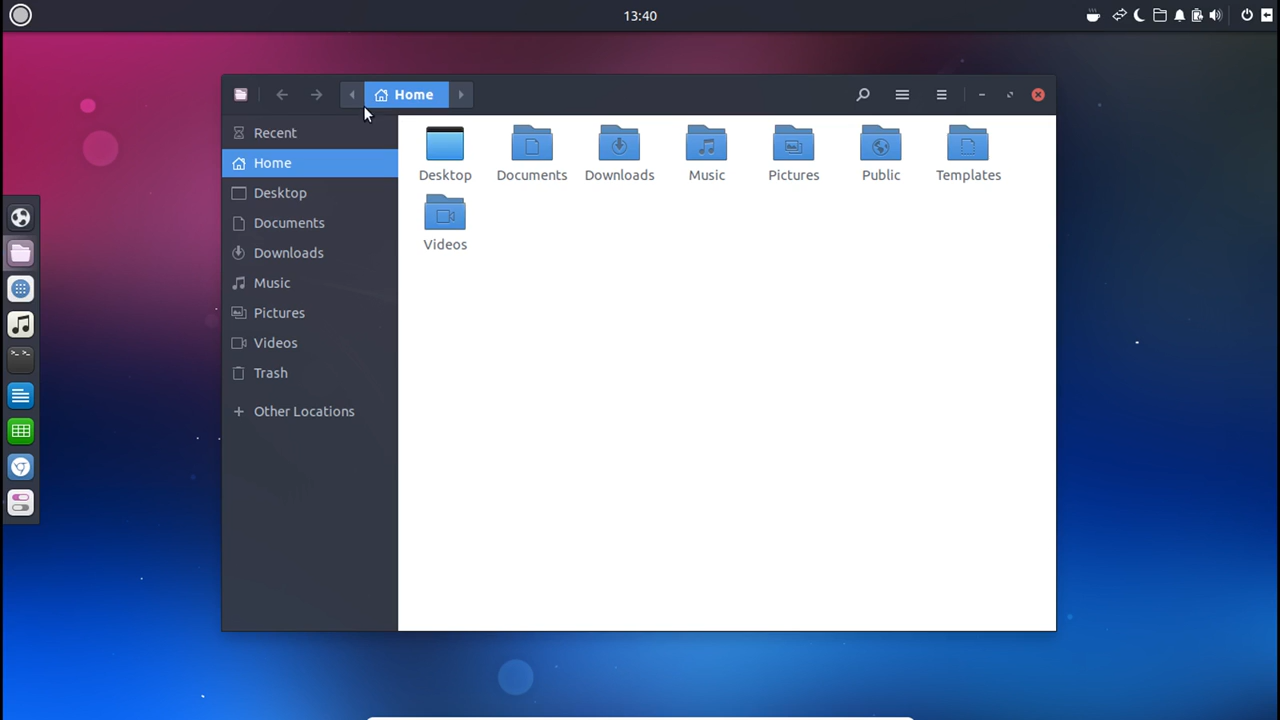 13:40
Home
Recent
Home
Desktop
Documents
Downloads
Music
Pictures
Videos
Trash
Other Locations
Desktop
Documents
Downloads
Music
Pictures
Public
Templates
Videos